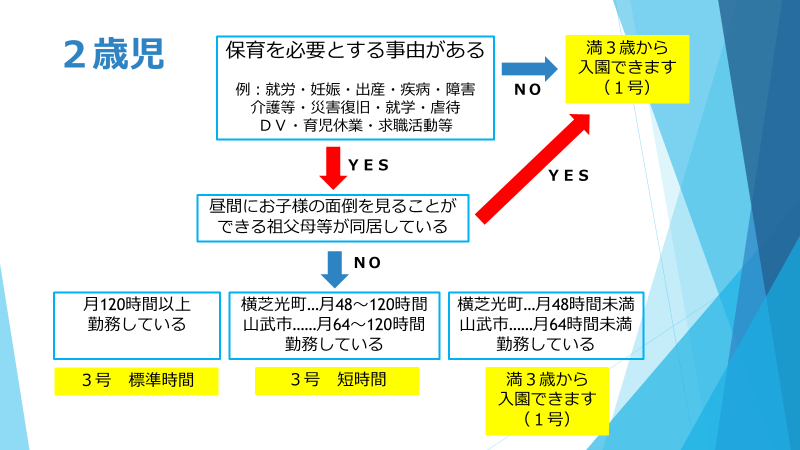 ２歳児
保育を必要とする事由がある
例：就労・妊娠・出産・疾病・障害
介護等・災害復旧・就学・虐待
ＤＶ・育児休業・求職活動等
NO
満３歳から
入園できます
（１号）
YES
YES
昼間にお子様の面倒を見ることが
できる祖父母等が同居している
NO
月120時間以上
勤務している
横芝光町…月48～120時間
山武市……月64～120時間
勤務している
横芝光町…月48時間未満
山武市……月64時間未満
勤務している
３号　標準時間
３号　短時間
満３歳から
入園できます
（１号）